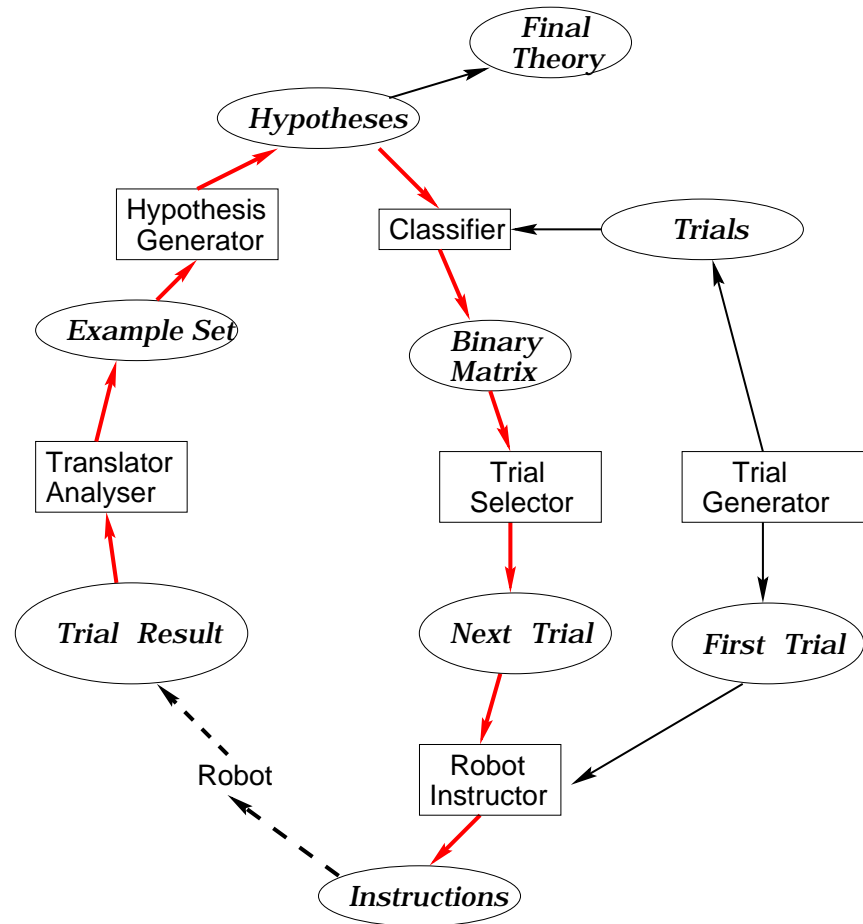 Final
Theory
Hypotheses
Hypothesis
Generator
Classifier
Trials
Example Set
Binary
Matrix
Translator
Analyser
Trial
Selector
Trial
Generator
Trial Result
Next Trial
First Trial
Robot
Robot
Instructor
Instructions